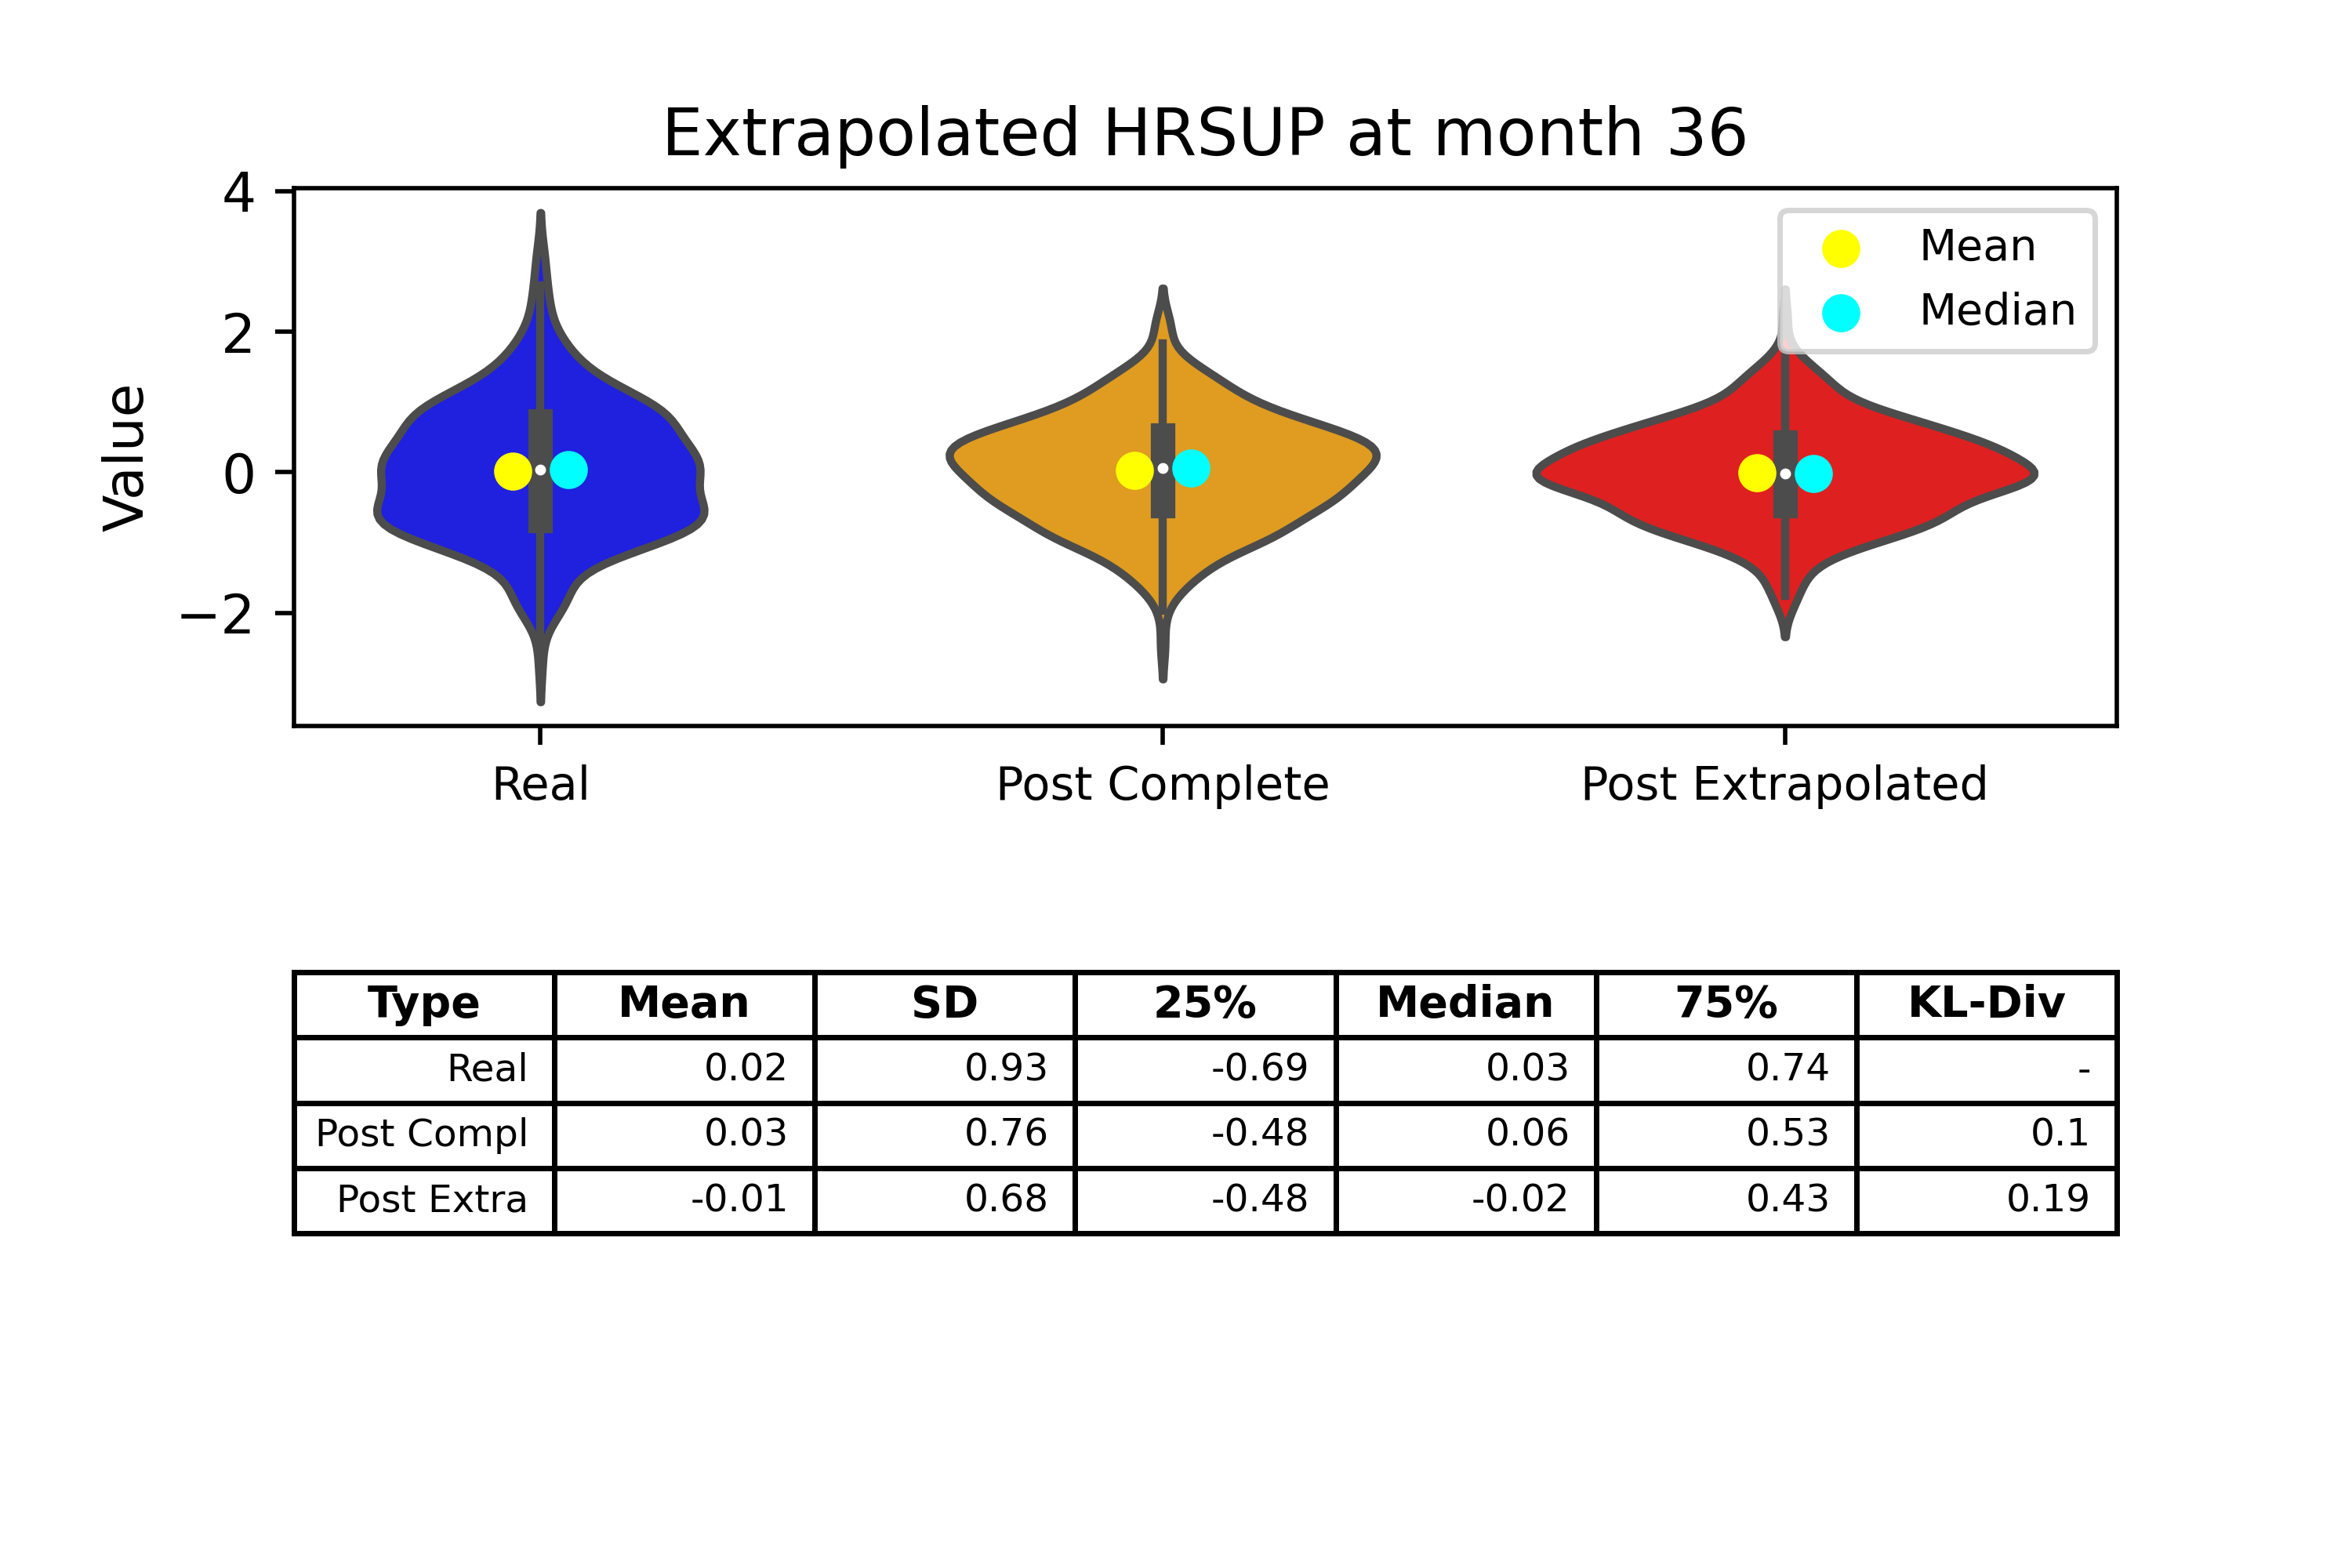 Extrapolated HRSUP at month 36
4
2
0
−2
Value
Mean
Median
Real Post Complete Post Extrapolated
Type Mean SD 25% Median 75% KL-Div
Real 0.02 0.93 -0.69 0.03 0.74 -
Post Compl 0.03 0.76 -0.48 0.06 0.53 0.1
Post Extra -0.01 0.68 -0.48 -0.02 0.43 0.19